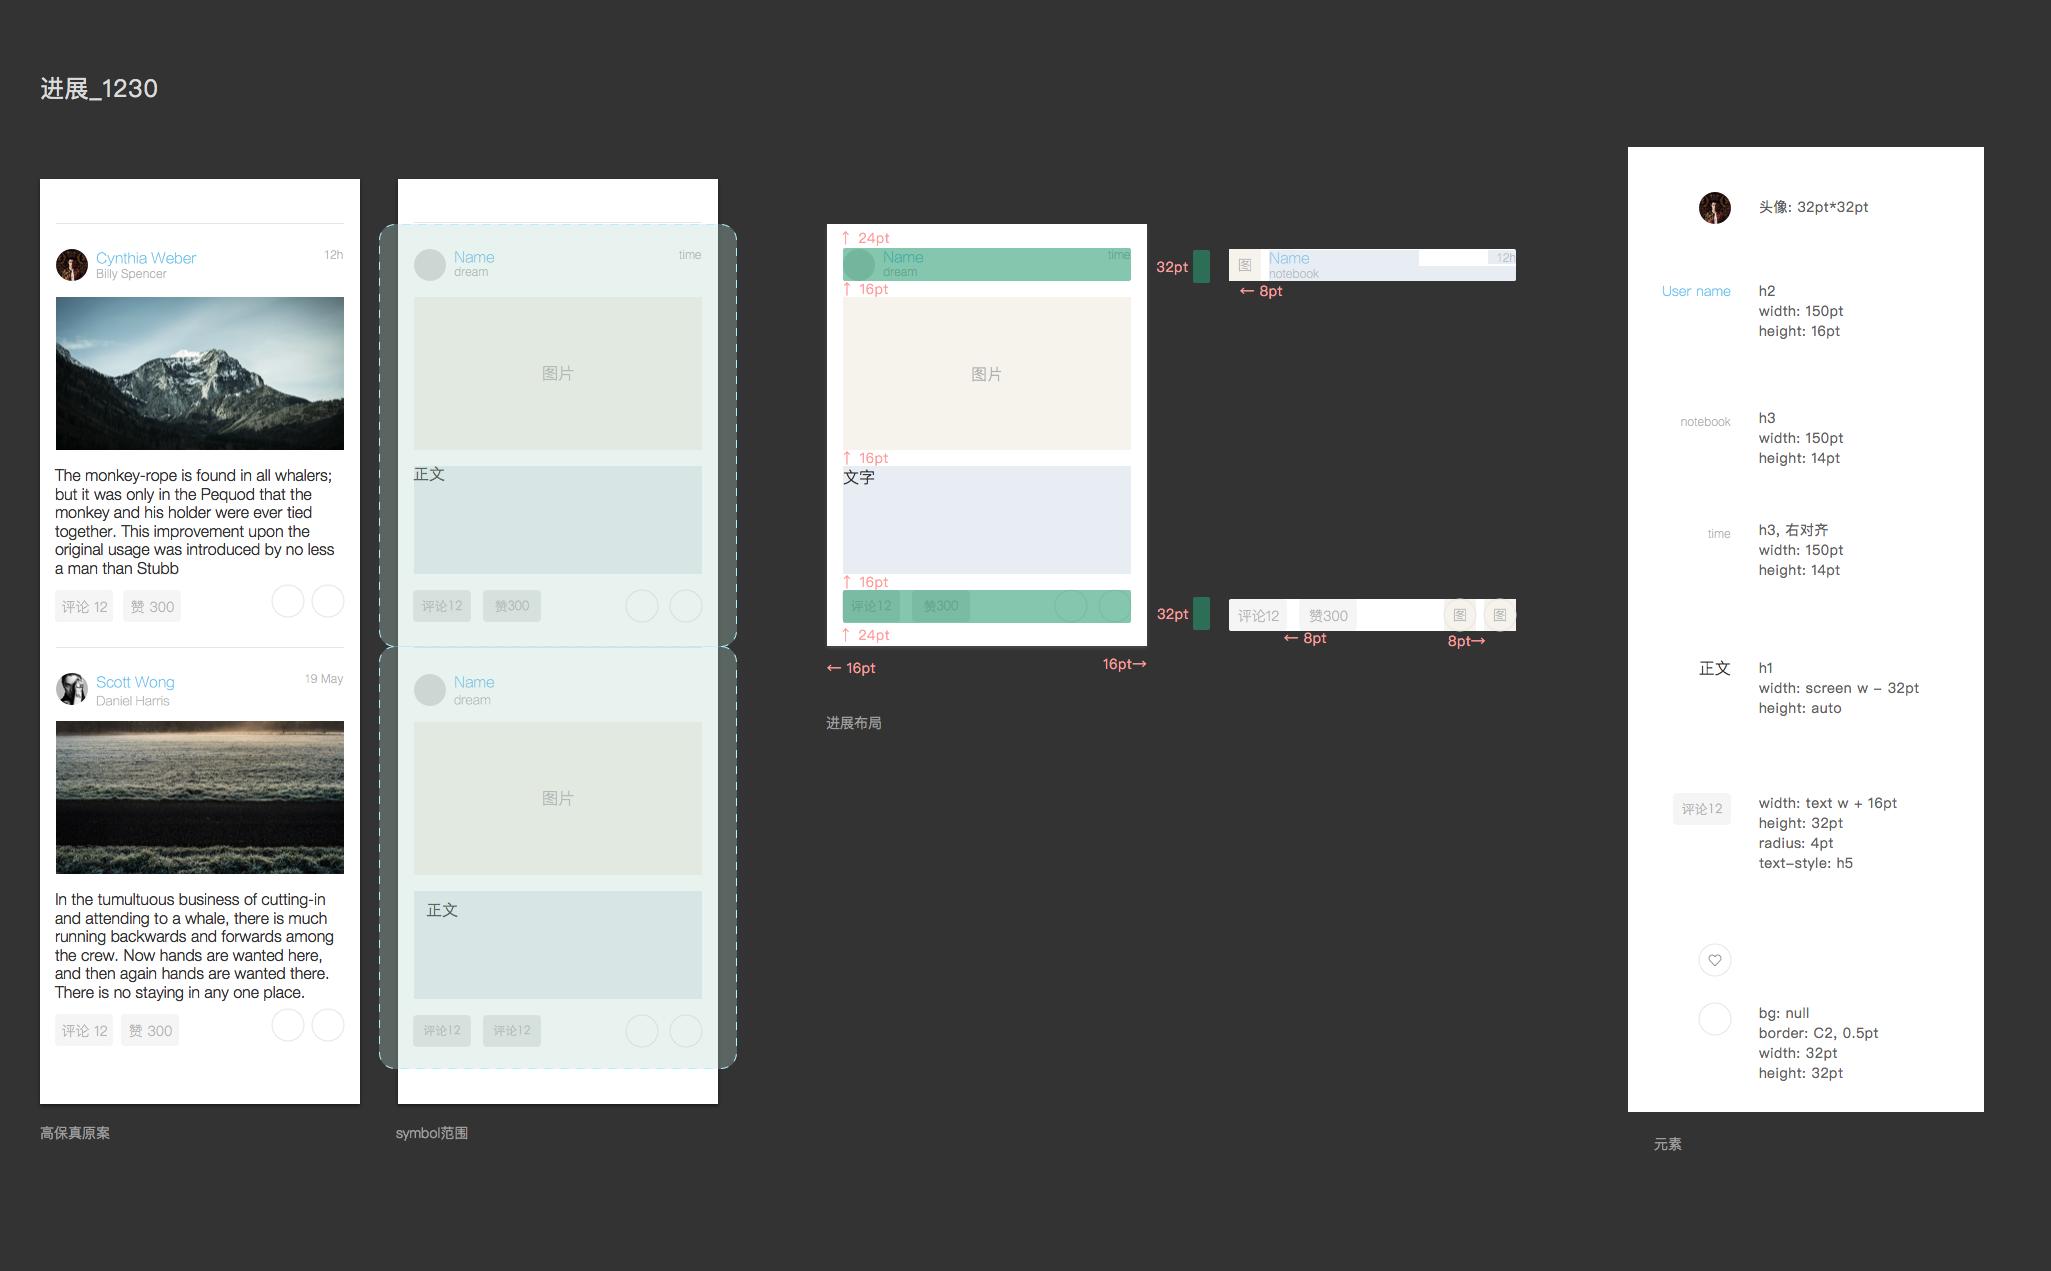 进展_1230
Cynthia Weber
Billy Spencer
12h
The monkey-rope is found in all whalers;
but it was only in the Pequod that the
monkey and his holder were ever tied
together. This improvement upon the
original usage was introduced by no less
a man than Stubb
评论 12
赞 300
Scott Wong
Daniel Harris
19 May
In the tumultuous business of cutting-in
and attending to a whale, there is much
running backwards and forwards among
the crew. Now hands are wanted here,
and then again hands are wanted there.
There is no staying in any one place.
评论 12
赞 300
高保真原案
Name
dream
time
图片
正文
评论12
赞300
Name
dream
图片
正文
评论12
评论12
symbol范围
↑ 24pt
Name
dream
time
↑ 16pt
图片
↑ 16pt
文字
↑ 16pt
评论12
赞300
↑ 24pt
← 16pt
16pt→
进展布局
32pt
图
Name
notebook
12h
← 8pt
32pt
评论12
赞300
图
图
← 8pt
8pt→
头像: 32pt*32pt
User name
h2
width: 150pt
height: 16pt
notebook
h3
width: 150pt
height: 14pt
time
h3, 右对齐
width: 150pt
height: 14pt
正文
h1
width: screen w - 32pt
height: auto
评论12
width: text w + 16pt
height: 32pt
radius: 4pt
text-style: h5
bg: null
border: C2, 0.5pt
width: 32pt
height: 32pt
元素